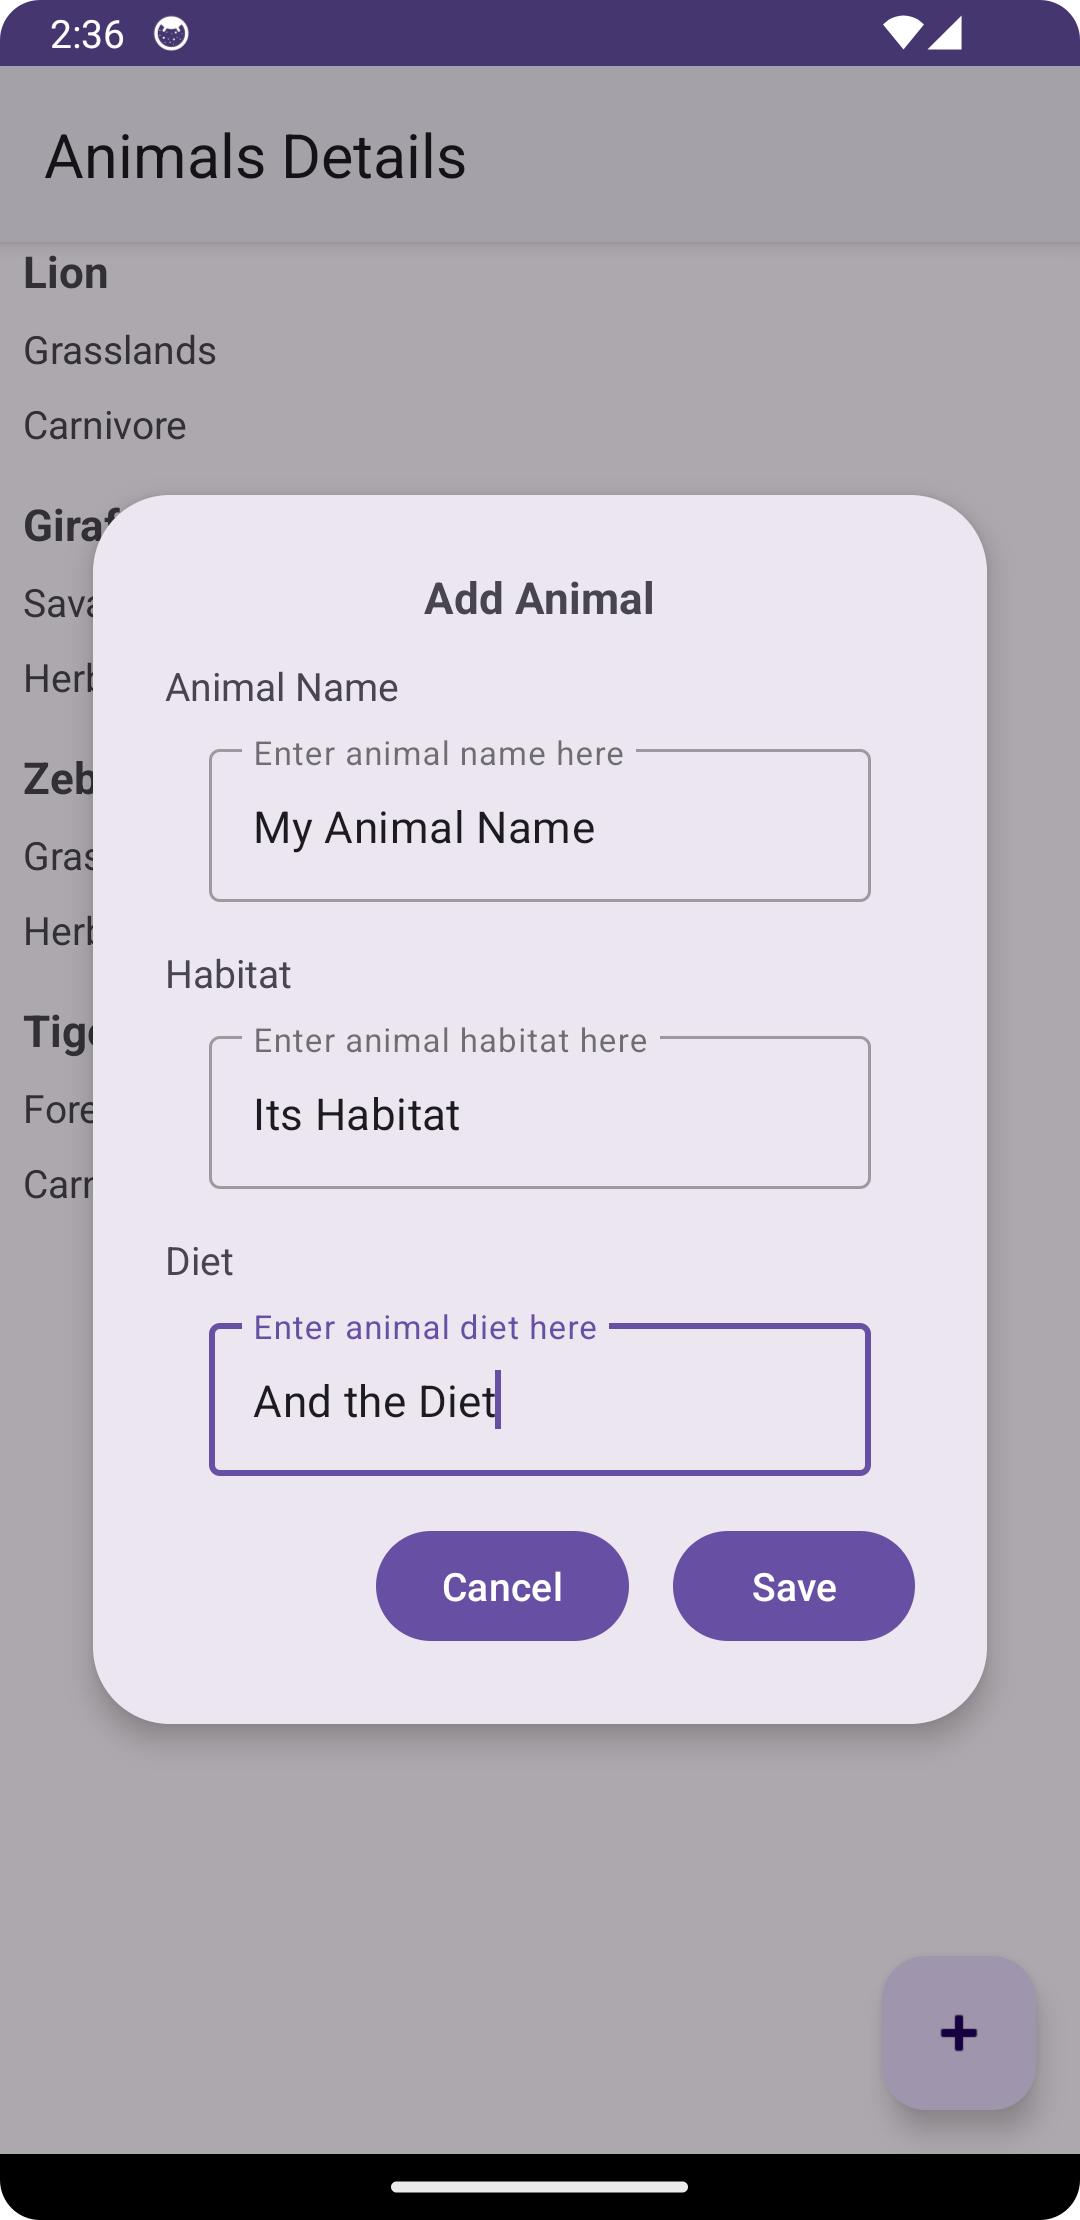 2:36
Animals Details
Lion
Grasslands
Carnivore
Giraf
Sava
Herb
Zeb
Gras
Herb
Tige
Fore
Carn
Add Animal
Animal Name
Enter animal name here
My Animal Name
Habitat
Enter animal habitat here
Its Habitat
Diet
Enter animal diet here
And the Diet
Cancel
Save